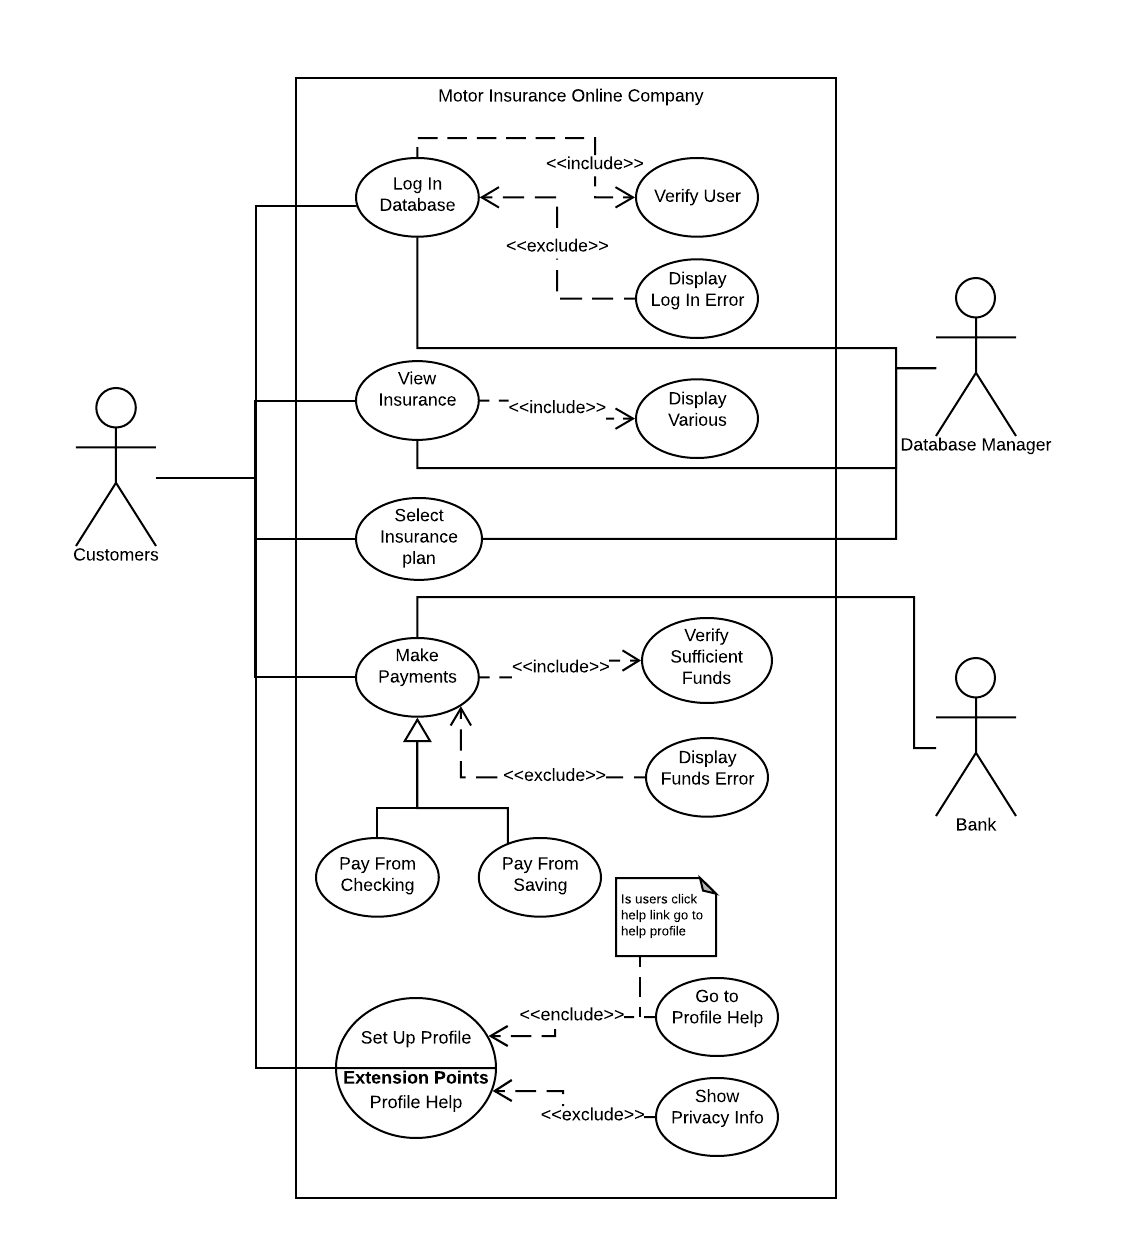 Motor Insurance Online Company
Log In
Database
<<include>>
Verify User
<<exclude>>
Display
Log In Error
View
Insurance
<<include>>
Display
Various
Database Manager
Customers
Select
Insurance
plan
Make
Payments
<<include>>
Verify
Sufficient
Funds
<<exclude>>
Display
Funds Error
Bank
Pay From
Checking
Pay From
Saving
Is users click
help link go to
help profile
Set Up Profile
<<enclude>>
Go to
Profile Help
Extension Points
Profile Help
<<exclude>>
Show
Privacy Info